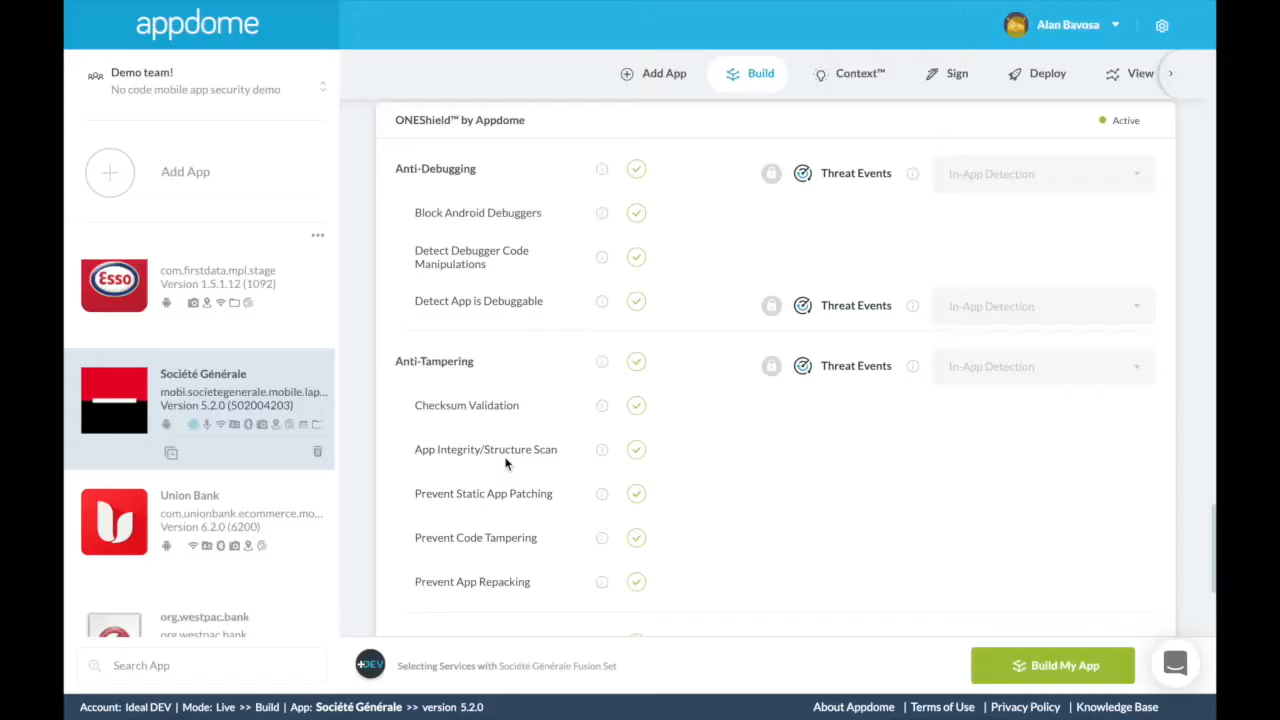 appdome
Alan Bavosa
Demo team!
No code mobile app security demo
Add App
Build
Context™
Sign
Deploy
View
Add App
Esso
com.firstdata.mpl.stage
Version 1.5.1.12 (1092)
Société Générale
mobi.societegenerale.mobile.lap...
Version 5.2.0 (502004203)
Union Bank
com.unionbank.ecommerce.mo...
Version 6.2.0 (6200)
org.westpac.bank
org.westpac.bank
Search App
ONEShield™ by Appdome
Active
Anti-Debugging
Threat Events
In-App Detection
Block Android Debuggers
Detect Debugger Code
Manipulations
Detect App is Debuggable
Threat Events
In-App Detection
Anti-Tampering
Threat Events
In-App Detection
Checksum Validation
App Integrity/Structure Scan
Prevent Static App Patching
Prevent Code Tampering
Prevent App Repacking
+DEV
Selecting Services with Société Générale Fusion Set
Build My App
Account: Ideal DEV | Mode: Live >> Build | App: Société Générale >> version 5.2.0
About Appdome | Terms of Use | Privacy Policy | Knowledge Base